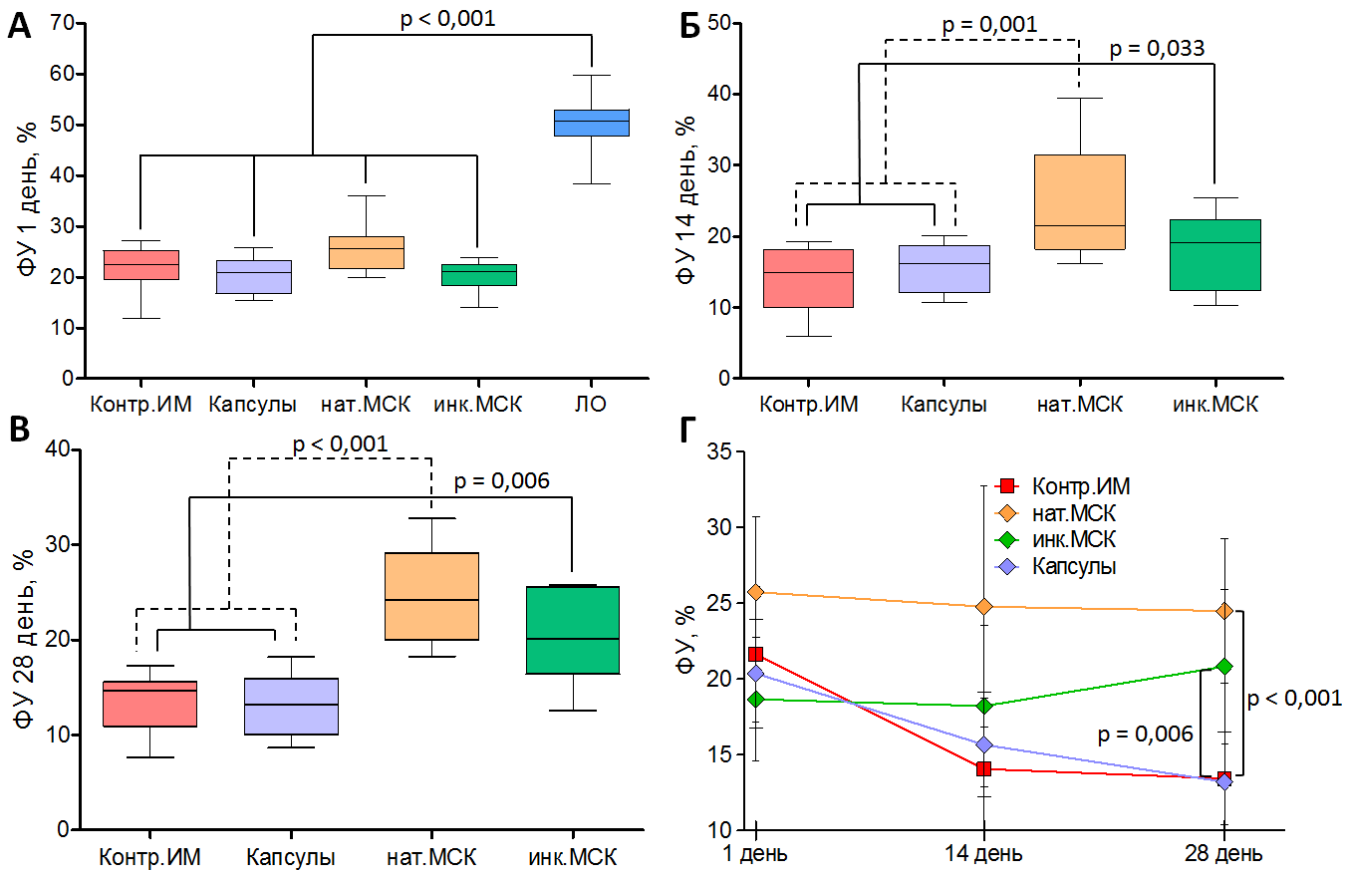 А
ФУ 1 день, %
70
60
50
40
30
20
10
0
p < 0,001
Контр.ИМ Капсулы нат.МСК инк.МСК ЛО
Б
ФУ 14 день, %
50
40
30
20
10
0
p = 0,001
p = 0,033
Контр.ИМ Капсулы нат.МСК инк.МСК
В
ФУ 28 день, %
40
30
20
10
0
p < 0,001
p = 0,006
Контр.ИМ Капсулы нат.МСК инк.МСК
Г
ФУ, %
35
30
25
20
15
10
Контр.ИМ
нат.МСК
инк.МСК
Капсулы
p < 0,001
p = 0,006
1 день 14 день 28 день